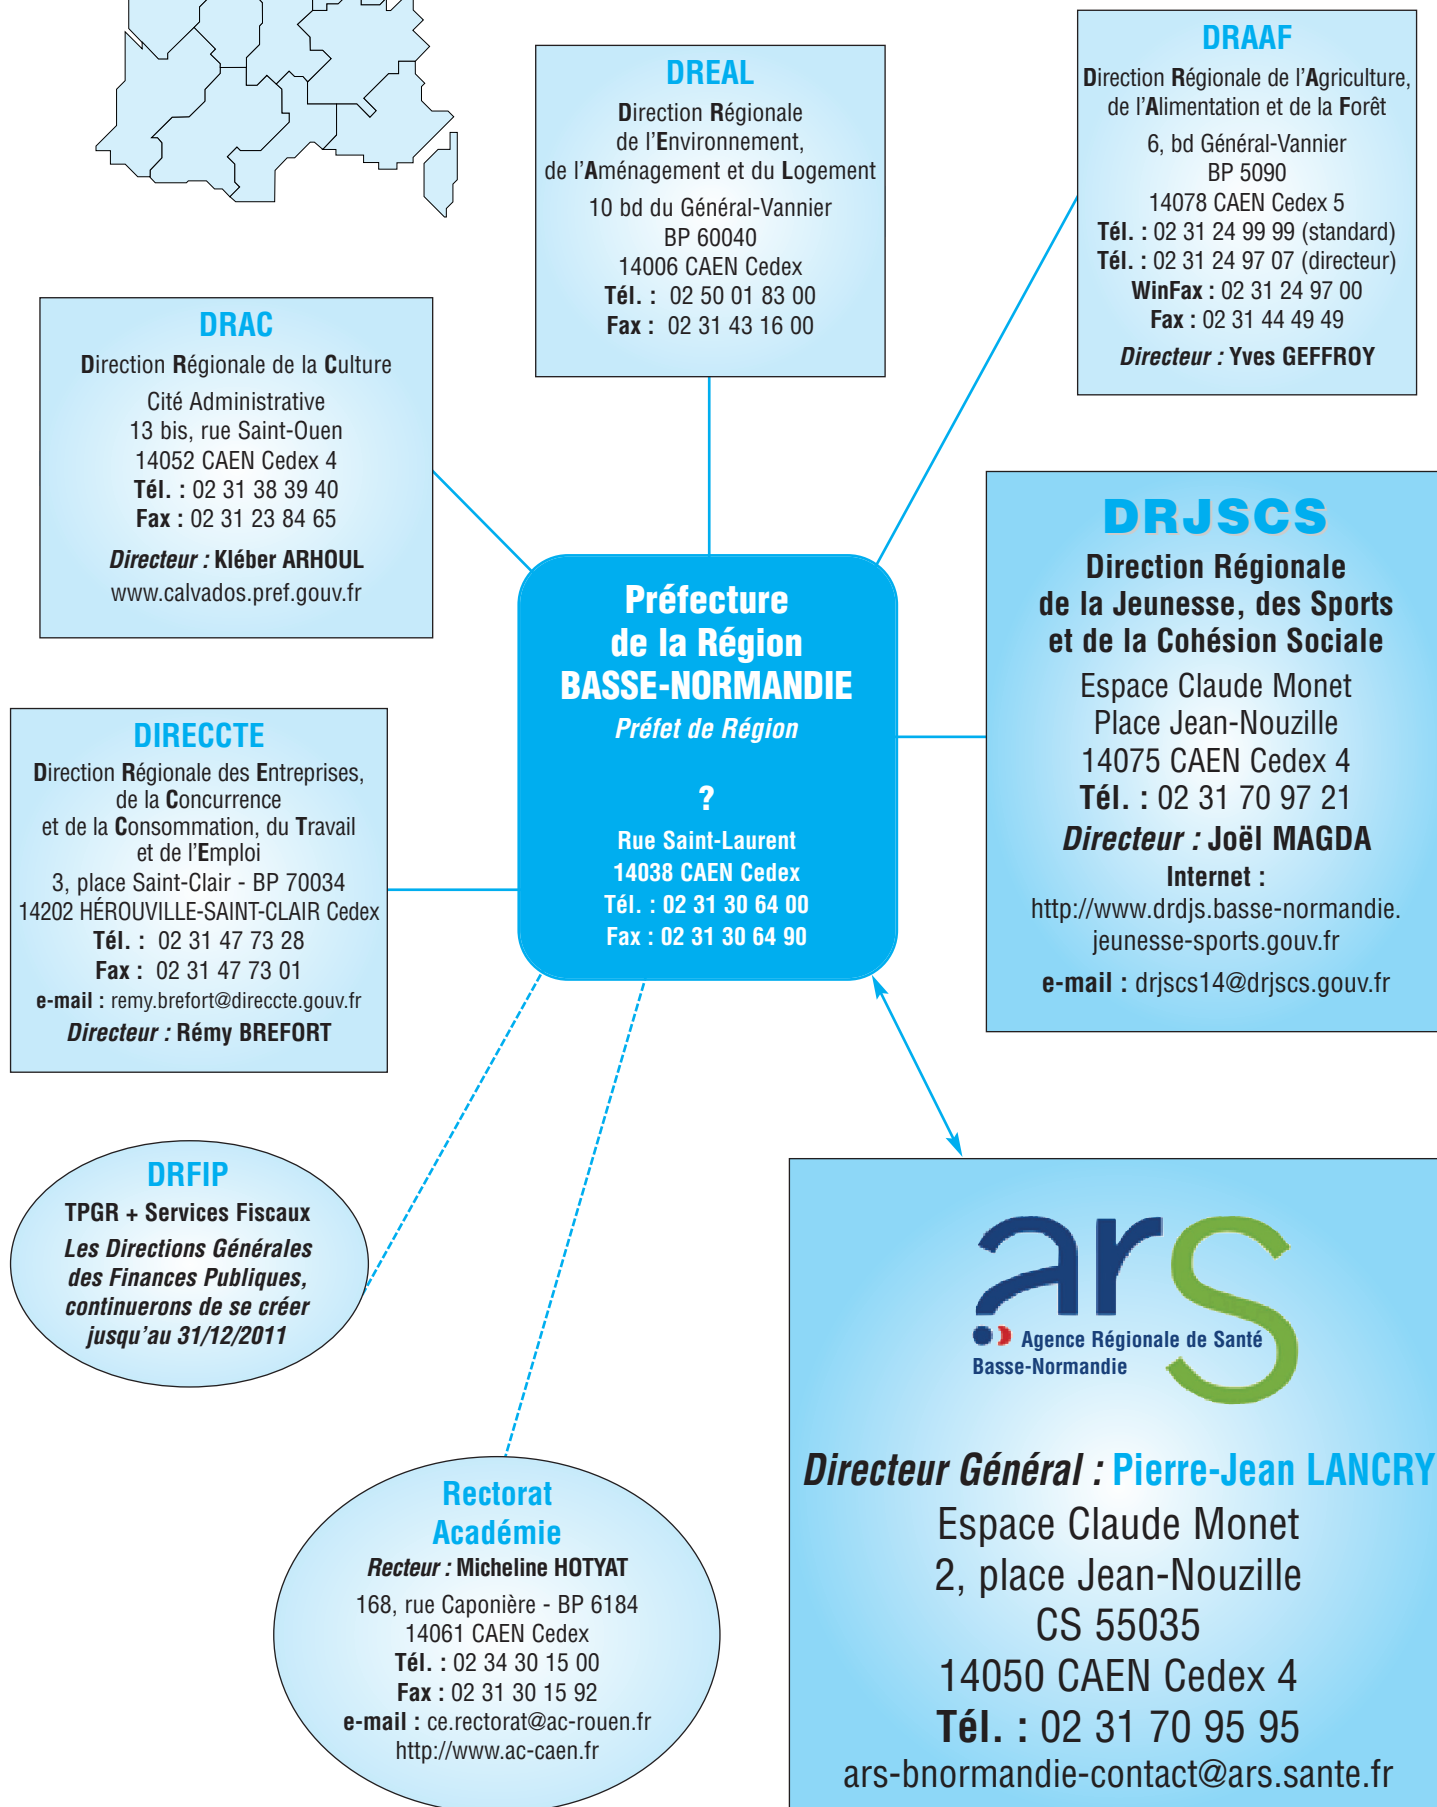 DREAL
Direction Régionale
de l'Environnement,
de l'Aménagement et du Logement
10 bd du Général-Vannier
BP 60040
14006 CAEN Cedex
Tél. : 02 50 01 83 00
Fax : 02 31 43 16 00
DRAAF
Direction Régionale de l'Agriculture,
de l'Alimentation et de la Forêt
6, bd Général-Vannier
BP 5090
14078 CAEN Cedex 5
Tél. : 02 31 24 99 99 (standard)
Tél. : 02 31 24 97 07 (directeur)
WinFax : 02 31 24 97 00
Fax : 02 31 44 49 49
Directeur : Yves GEFFROY
DRAC
Direction Régionale de la Culture
Cité Administrative
13 bis, rue Saint-Ouen
14052 CAEN Cedex 4
Tél. : 02 31 38 39 40
Fax : 02 31 23 84 65
Directeur : Kléber ARHOUL
www.calvados.pref.gouv.fr
Préfecture
de la Région
BASSE-NORMANDIE
Préfet de Région
?
Rue Saint-Laurent
14038 CAEN Cedex
Tél. : 02 31 30 64 00
Fax : 02 31 30 64 90
DRJSCS
Direction Régionale
de la Jeunesse, des Sports
et de la Cohésion Sociale
Espace Claude Monet
Place Jean-Nouzille
14075 CAEN Cedex 4
Tél. : 02 31 70 97 21
Directeur : Joël MAGDA
Internet :
http://www.drdjs.basse-normandie.
jeunesse-sports.gouv.fr
e-mail : drjscs14@drjscs.gouv.fr
DIRECCTE
Direction Régionale des Entreprises,
de la Concurrence
et de la Consommation, du Travail
et de l'Emploi
3, place Saint-Clair - BP 70034
14202 HÉROUVILLE-SAINT-CLAIR Cedex
Tél. : 02 31 47 73 28
Fax : 02 31 47 73 01
e-mail : remy.brefort@direccte.gouv.fr
Directeur : Rémy BREFORT
DRFIP
TPGR + Services Fiscaux
Les Directions Générales
des Finances Publiques,
continuerons de se créer
jusqu'au 31/12/2011
Rectorat
Académie
Recteur : Micheline HOTYAT
168, rue Caponière - BP 6184
14061 CAEN Cedex
Tél. : 02 34 30 15 00
Fax : 02 31 30 15 92
e-mail : ce.rectorat@ac-rouen.fr
http://www.ac-caen.fr
ars
Agence Régionale de Santé
Basse-Normandie
Directeur Général : Pierre-Jean LANCRY
Espace Claude Monet
2, place Jean-Nouzille
CS 55035
14050 CAEN Cedex 4
Tél. : 02 31 70 95 95
ars-bnormandie-contact@ars.sante.fr